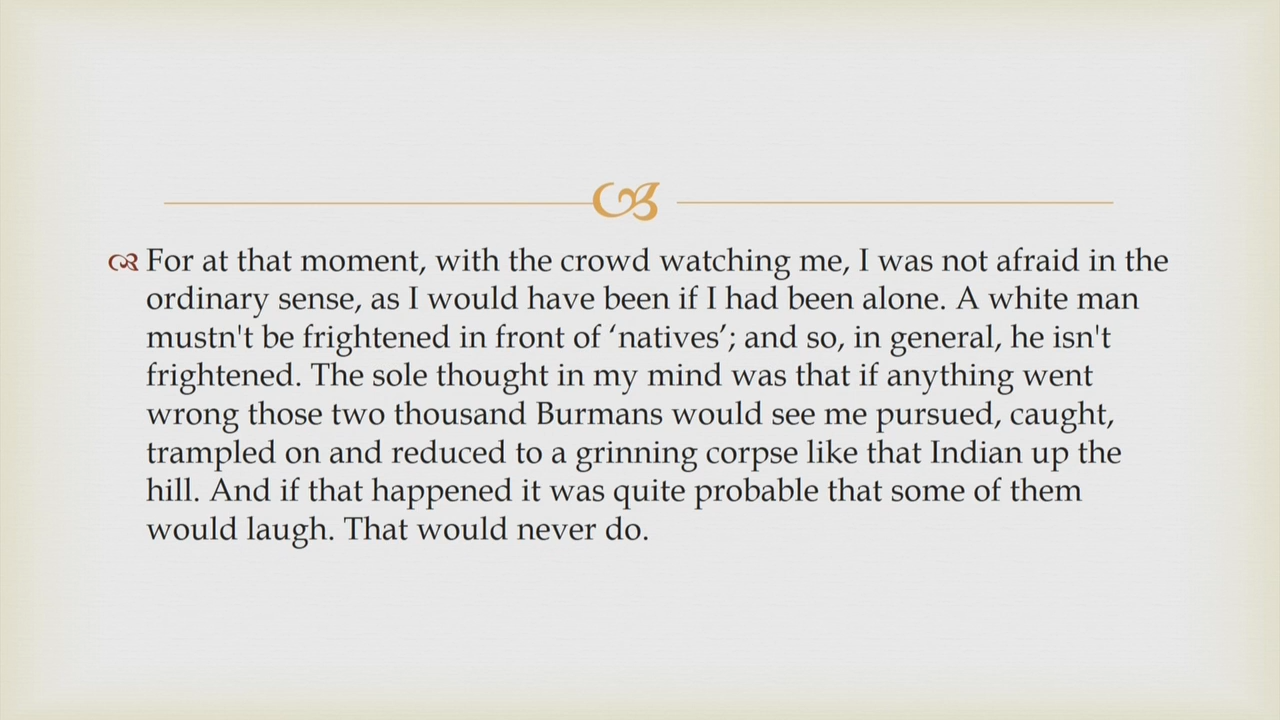 For at that moment, with the crowd watching me, I was not afraid in the
ordinary sense, as I would have been if I had been alone. A white man
mustn't be frightened in front of ‘natives’; and so, in general, he isn't
frightened. The sole thought in my mind was that if anything went
wrong those two thousand Burmans would see me pursued, caught,
trampled on and reduced to a grinning corpse like that Indian up the
hill. And if that happened it was quite probable that some of them
would laugh. That would never do.